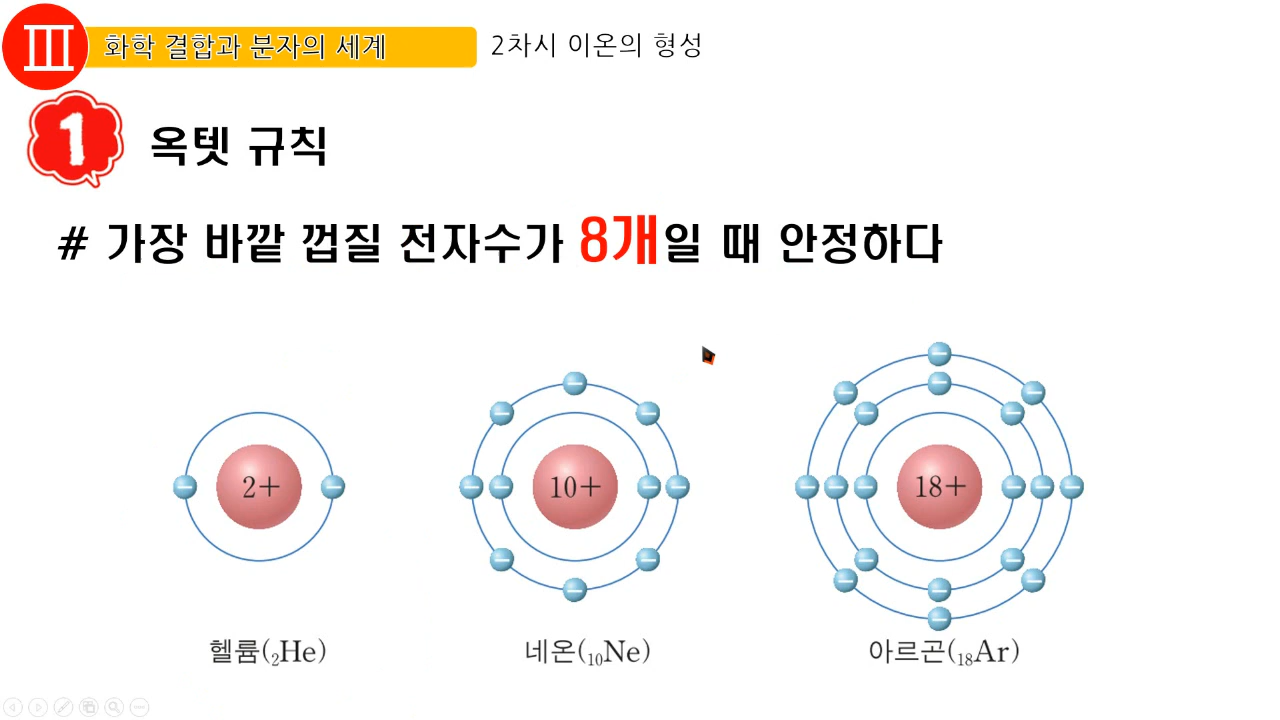 Ⅲ 화학 결합과 분자의 세계 2차시 이온의 형성
1 옥텟 규칙
# 가장 바깥 껍질 전자수가 8개일 때 안정하다
2+ 10+ 18+
헬륨(₂He) 네온(₁₀Ne) 아르곤(₁₈Ar)